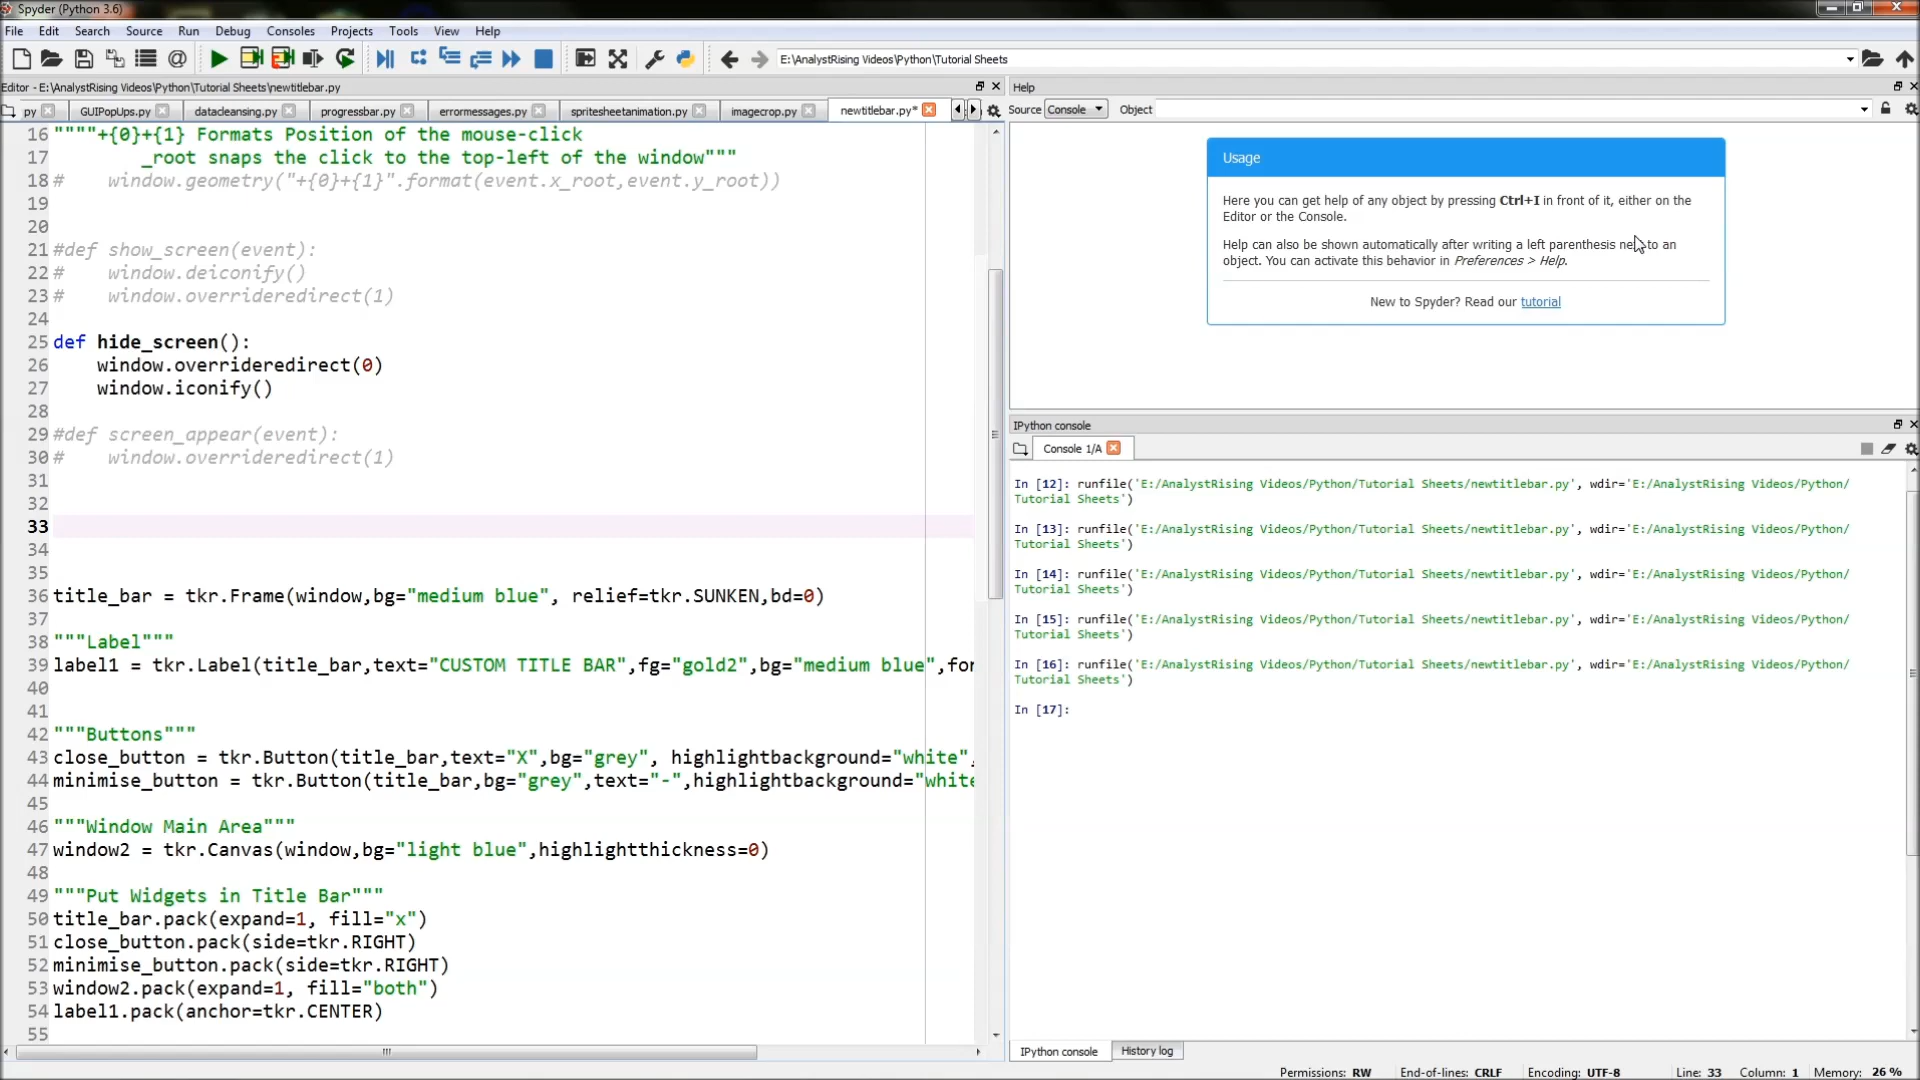 Spyder (Python 3.6)
File Edit Search Source Run Debug Consoles Projects Tools View Help
E:\AnalystRising Videos\Python\Tutorial Sheets
Editor - E:\AnalystRising Videos\Python\Tutorial Sheets\newtitlebar.py
py GUIPopUps.py datacleansing.py progressbar.py errormessages.py spritesheetanimation.py imagecrop.py newtitlebar.py*
16 """"+{0}+{1} Formats Position of the mouse-click
17 _root snaps the click to the top-left of the window"""
18 # window.geometry("+{0}+{1}".format(event.x_root,event.y_root))
19
20
21 #def show_screen(event):
22 # window.deiconify()
23 # window.overrideredirect(1)
24
25 def hide_screen():
26 window.overrideredirect(0)
27 window.iconify()
28
29 #def screen_appear(event):
30 # window.overrideredirect(1)
31
32
33
34
35
36 title_bar = tkr.Frame(window,bg="medium blue", relief=tkr.SUNKEN,bd=0)
37
38 """Label"""
39 label1 = tkr.Label(title_bar,text="CUSTOM TITLE BAR",fg="gold2",bg="medium blue",for
40
41
42 """Buttons"""
43 close_button = tkr.Button(title_bar,text="X",bg="grey", highlightbackground="white",
44 minimise_button = tkr.Button(title_bar,bg="grey",text="-",highlightbackground="white
45
46 """Window Main Area"""
47 window2 = tkr.Canvas(window,bg="light blue",highlightthickness=0)
48
49 """Put Widgets in Title Bar"""
50 title_bar.pack(expand=1, fill="x")
51 close_button.pack(side=tkr.RIGHT)
52 minimise_button.pack(side=tkr.RIGHT)
53 window2.pack(expand=1, fill="both")
54 label1.pack(anchor=tkr.CENTER)
55
Help
Source Console Object
Usage
Here you can get help of any object by pressing Ctrl+I in front of it, either on the
Editor or the Console.
Help can also be shown automatically after writing a left parenthesis next to an
object. You can activate this behavior in Preferences > Help.
New to Spyder? Read our tutorial
IPython console
Console 1/A
In [12]: runfile('E:/AnalystRising Videos/Python/Tutorial Sheets/newtitlebar.py', wdir='E:/AnalystRising Videos/Python/
Tutorial Sheets')
In [13]: runfile('E:/AnalystRising Videos/Python/Tutorial Sheets/newtitlebar.py', wdir='E:/AnalystRising Videos/Python/
Tutorial Sheets')
In [14]: runfile('E:/AnalystRising Videos/Python/Tutorial Sheets/newtitlebar.py', wdir='E:/AnalystRising Videos/Python/
Tutorial Sheets')
In [15]: runfile('E:/AnalystRising Videos/Python/Tutorial Sheets/newtitlebar.py', wdir='E:/AnalystRising Videos/Python/
Tutorial Sheets')
In [16]: runfile('E:/AnalystRising Videos/Python/Tutorial Sheets/newtitlebar.py', wdir='E:/AnalystRising Videos/Python/
Tutorial Sheets')
In [17]:
IPython console History log
Permissions: RW End-of-lines: CRLF Encoding: UTF-8 Line: 33 Column: 1 Memory: 26 %